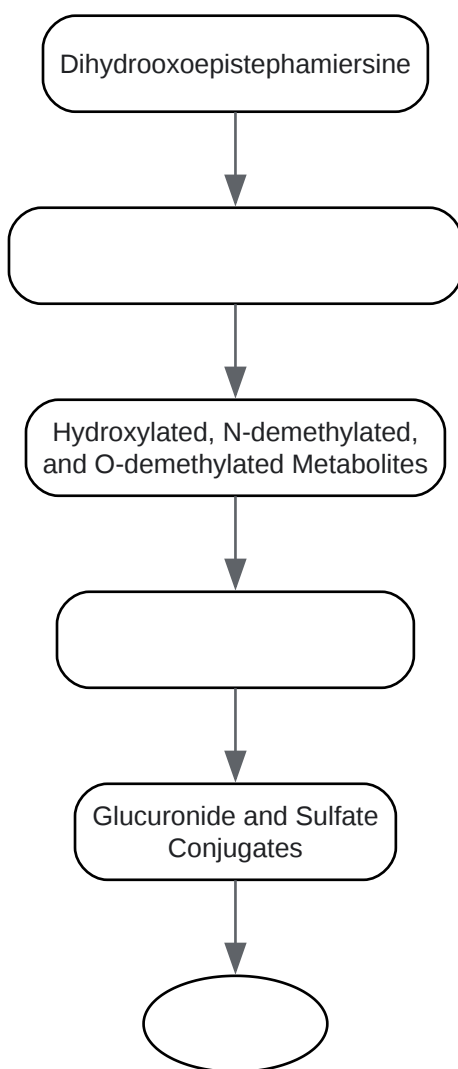 Dihydrooxoepistephamiersine
Hydroxylated, N-demethylated,
and O-demethylated Metabolites
Glucuronide and Sulfate
Conjugates